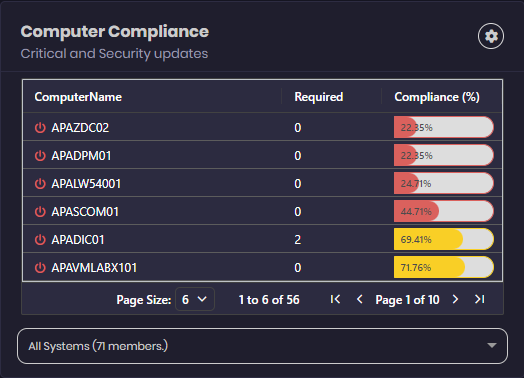 Computer Compliance
Critical and Security updates
ComputerName Required Compliance (%)
APAZDC02 0 22.35%
APADPM01 0 22.35%
APALW54001 0 24.71%
APASCOM01 0 44.71%
APADIC01 2 69.41%
APAVMLABX101 0 71.76%
Page Size: 6 1 to 6 of 56 Page 1 of 10
All Systems (71 members.)